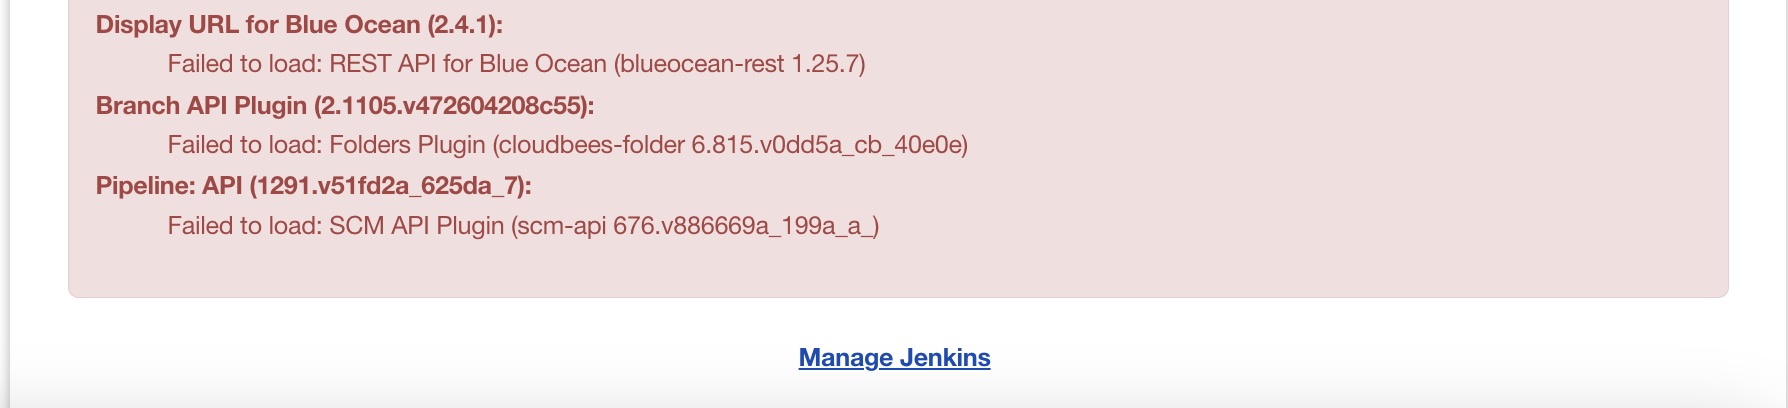 Display URL for Blue Ocean (2.4.1):
Failed to load: REST API for Blue Ocean (blueocean-rest 1.25.7)
Branch API Plugin (2.1105.v472604208c55):
Failed to load: Folders Plugin (cloudbees-folder 6.815.v0dd5a_cb_40e0e)
Pipeline: API (1291.v51fd2a_625da_7):
Failed to load: SCM API Plugin (scm-api 676.v886669a_199a_a_)
Manage Jenkins